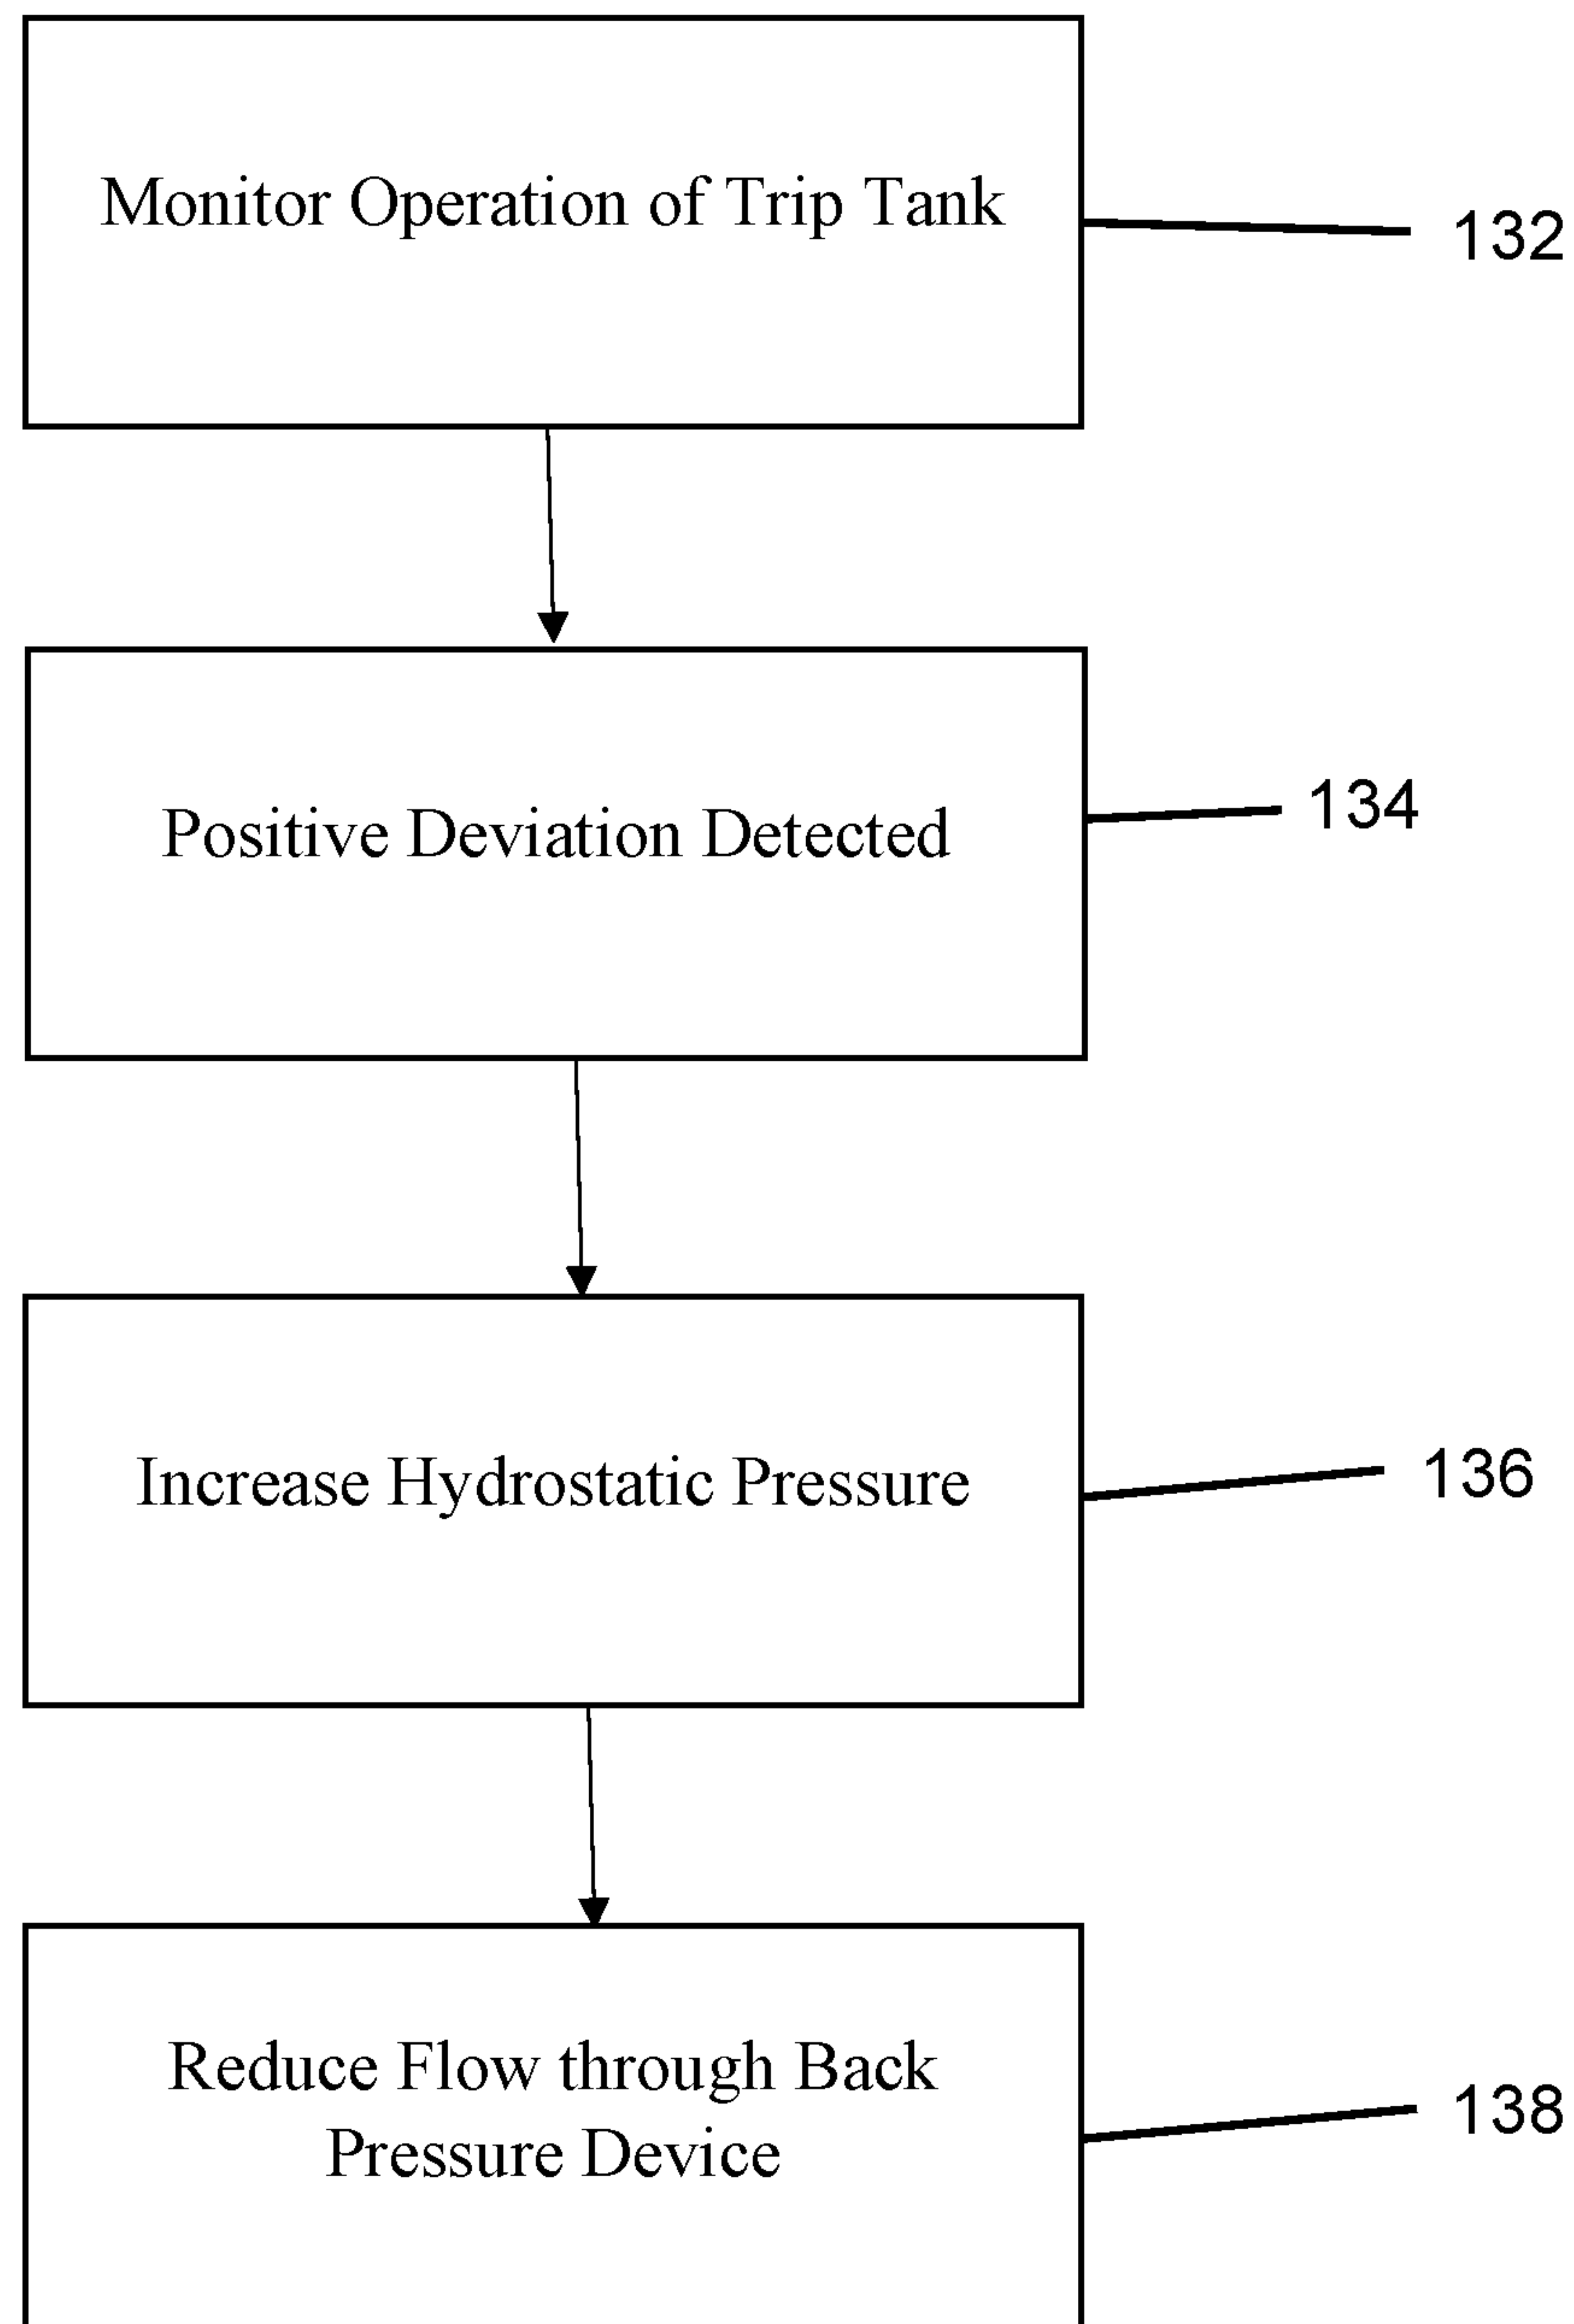 Monitor Operation of Trip Tank
132
Positive Deviation Detected
134
Increase Hydrostatic Pressure
136
Reduce Flow through Back
Pressure Device
138